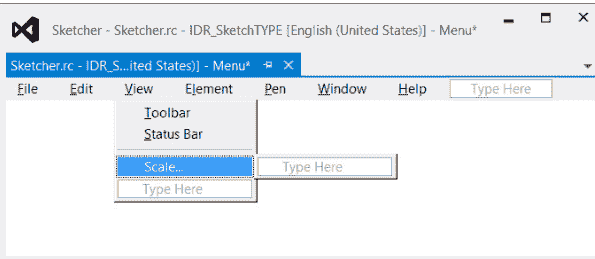 Sketcher - Sketcher.rc - IDR_SketchTYPE [English (United States)] - Menu*
Sketcher.rc - IDR_S...ited States)] - Menu*
File Edit View Element Pen Window Help Type Here
Toolbar
Status Bar
Scale... Type Here
Type Here